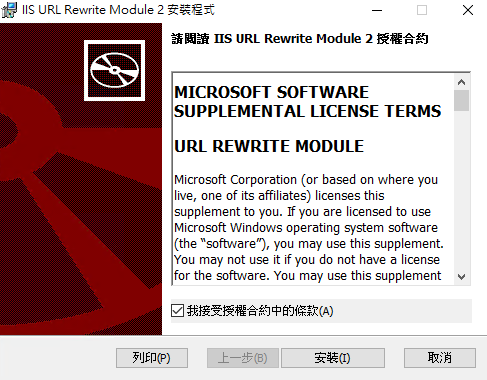 IIS URL Rewrite Module 2 安裝程式
請閱讀 IIS URL Rewrite Module 2 授權合約
MICROSOFT SOFTWARE
SUPPLEMENTAL LICENSE TERMS
URL REWRITE MODULE
Microsoft Corporation (or based on where you
live, one of its affiliates) licenses this
supplement to you. If you are licensed to use
Microsoft Windows operating system software
(the “software”), you may use this supplement.
You may not use it if you do not have a license
for the software. You may use this supplement
我接受授權合約中的條款(A)
列印(P)
上一步(B)
安裝(I)
取消